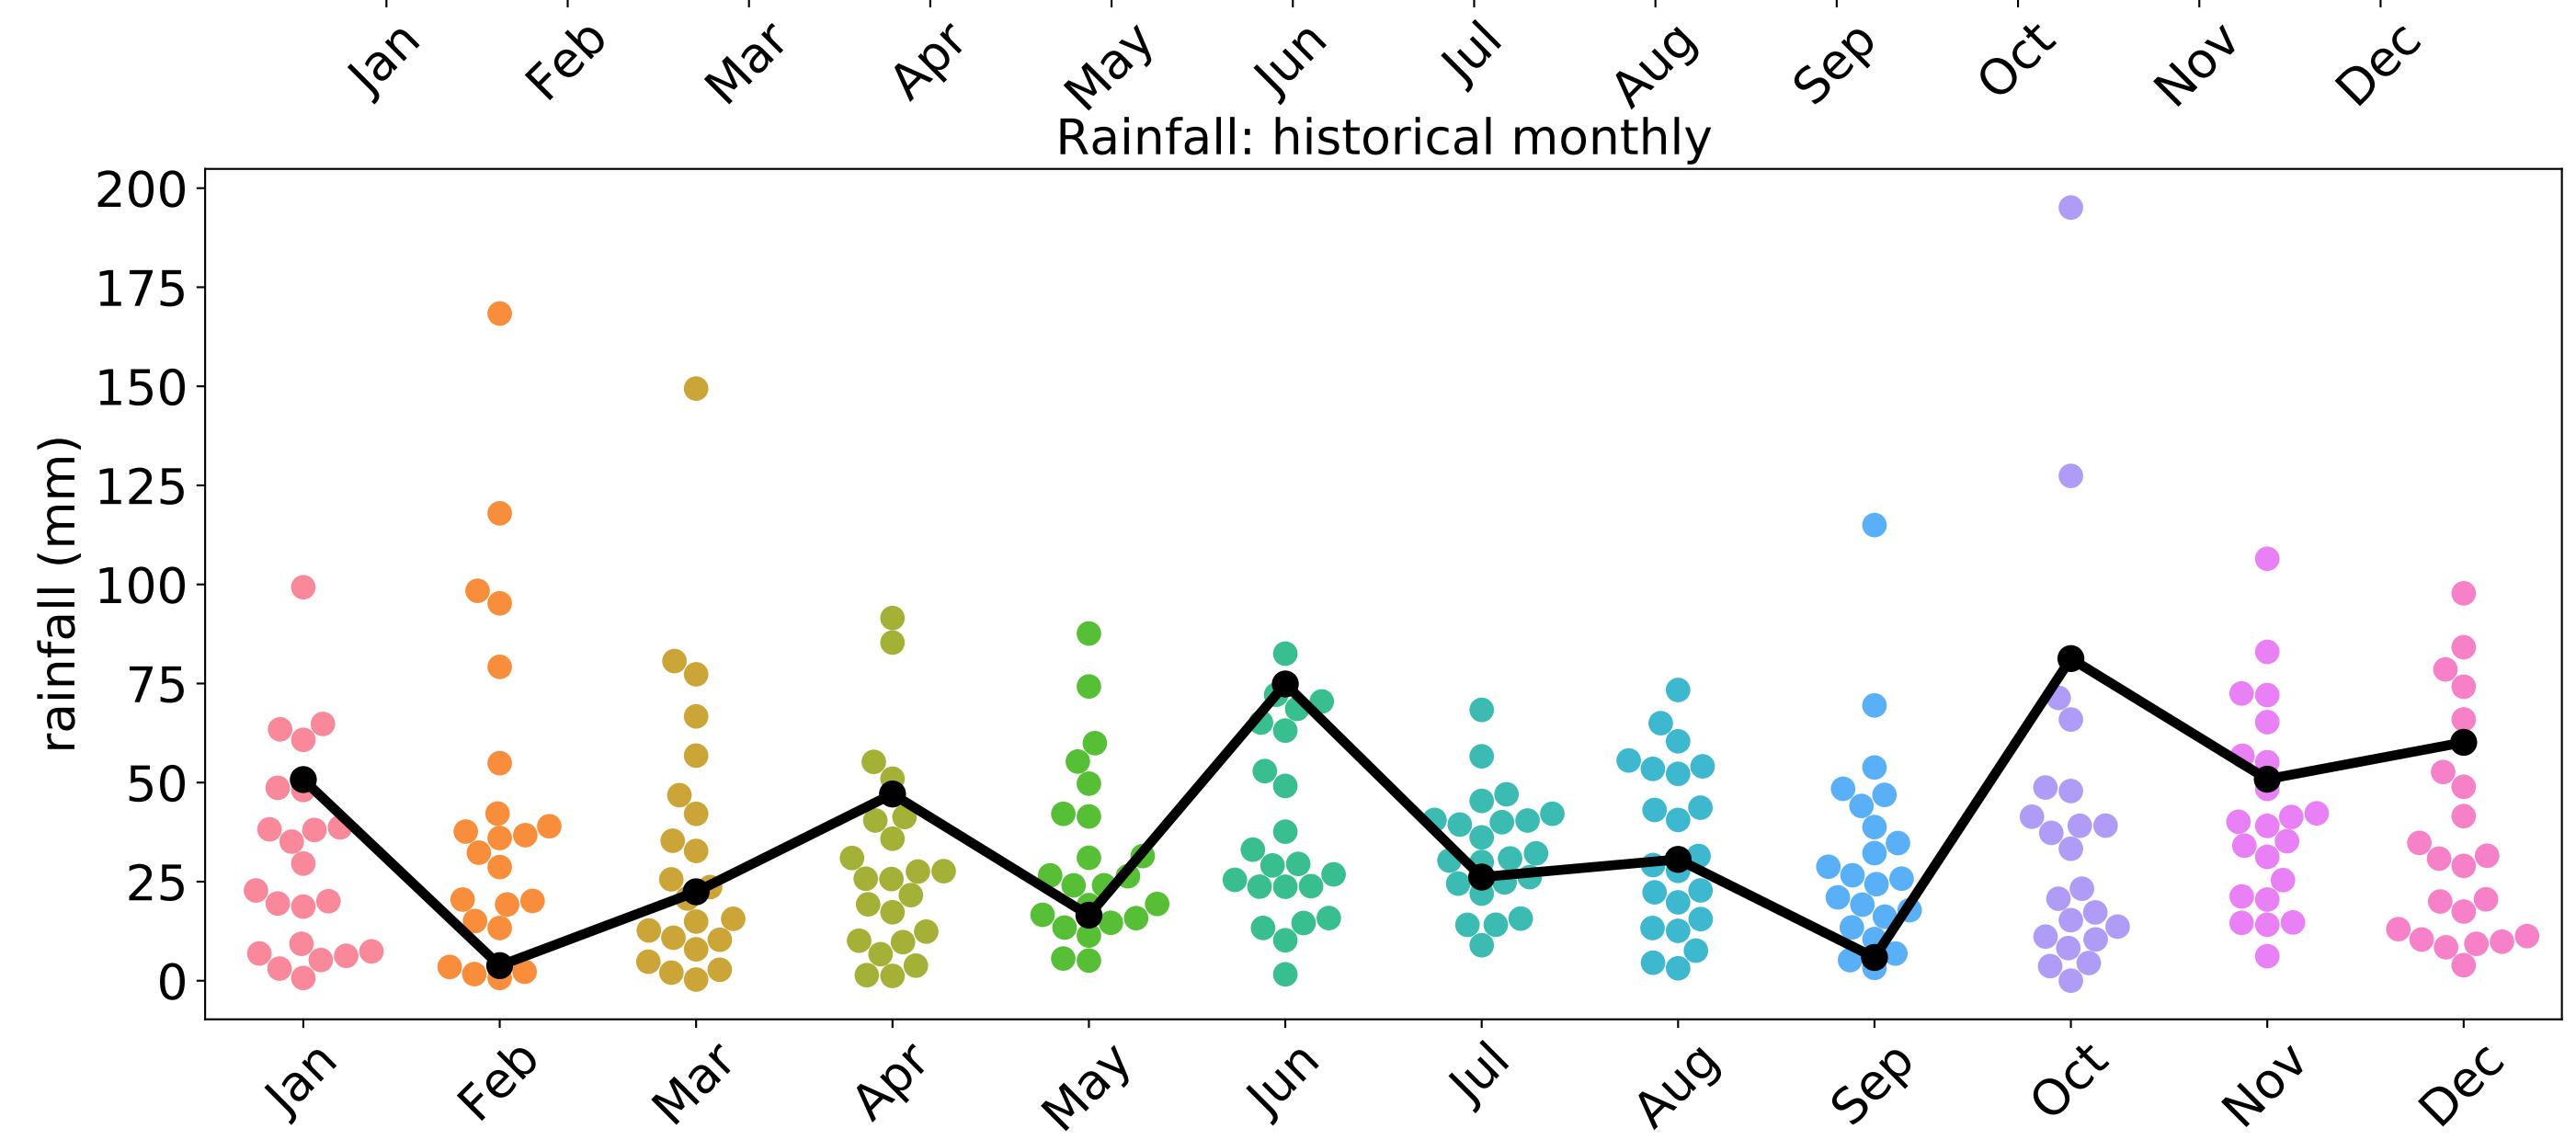 Jan Feb Mar Apr May Jun Jul Aug Sep Oct Nov Dec
Rainfall: historical monthly
200
175
150
125
100
75
50
25
0
rainfall (mm)
Jan Feb Mar Apr May Jun Jul Aug Sep Oct Nov Dec